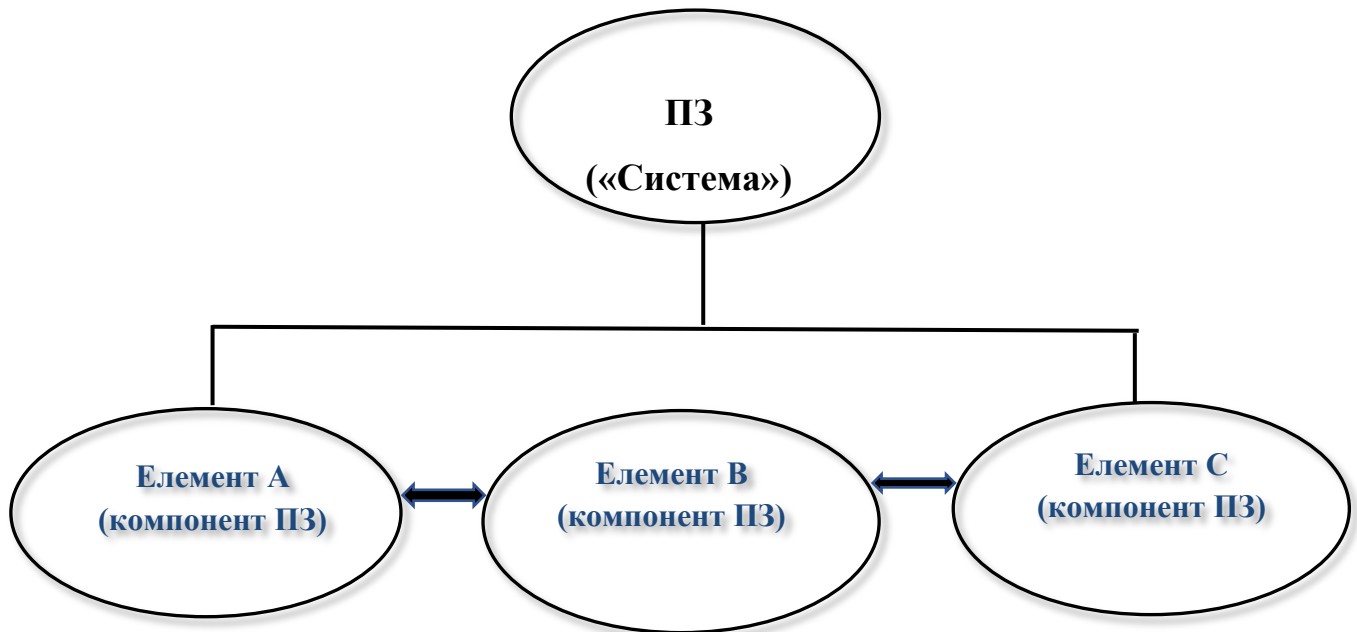 ПЗ
(«Система»)
Елемент А
(компонент ПЗ)
Елемент В
(компонент ПЗ)
Елемент С
(компонент ПЗ)